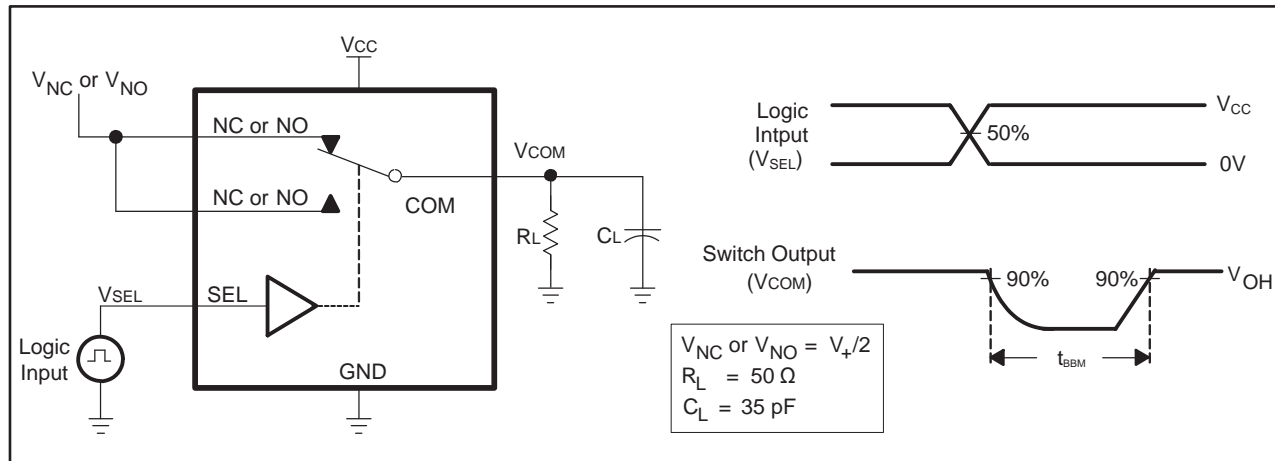 VCC
VNC or VNO
NC or NO
NC or NO
COM
VCOM
RL
CL
VSEL
SEL
Logic
Input
GND
Logic
Intput
(VSEL)
50%
VCC
0V
Switch Output
(VCOM)
90%
90%
VOH
tBBM
VNC or VNO = V+/2
RL = 50 Ω
CL = 35 pF